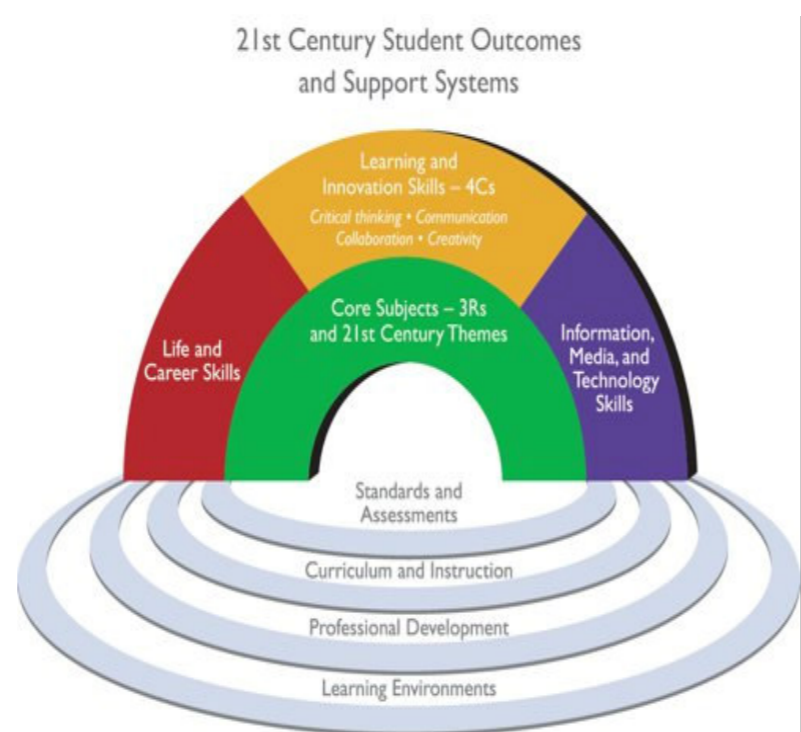 21st Century Student Outcomes
and Support Systems
Learning and
Innovation Skills – 4Cs
Critical thinking • Communication
Collaboration • Creativity
Core Subjects – 3Rs
and 21st Century Themes
Life and
Career Skills
Information,
Media, and
Technology
Skills
Standards and
Assessments
Curriculum and Instruction
Professional Development
Learning Environments